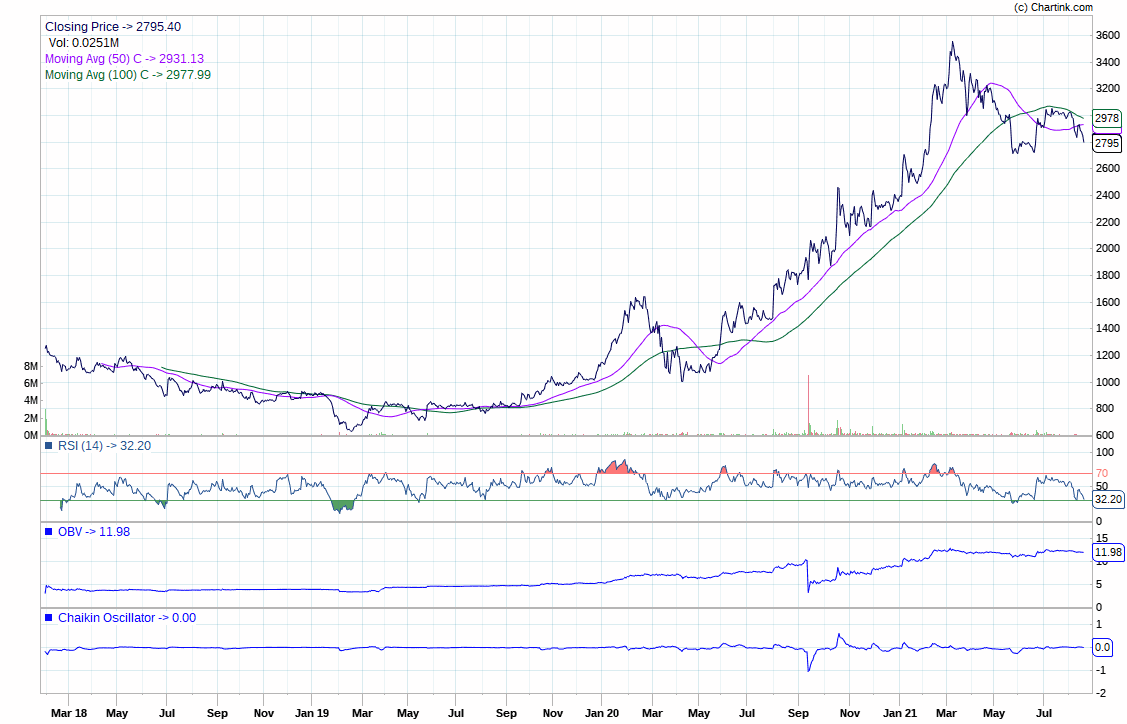 (c) Chartink.com
Closing Price -> 2795.40
Vol: 0.0251M
Moving Avg (50) C -> 2931.13
Moving Avg (100) C -> 2977.99
3600
3400
3200
2978
2795
2600
2400
2200
2000
1800
1600
1400
1200
1000
800
600
8M
6M
4M
2M
0M
RSI (14) -> 32.20
100
70
50
32.20
0
OBV -> 11.98
15
11.98
10
5
0
Chaikin Oscillator -> 0.00
1
0.0
-1
-2
Mar 18 May Jul Sep Nov Jan 19 Mar May Jul Sep Nov Jan 20 Mar May Jul Sep Nov Jan 21 Mar May Jul